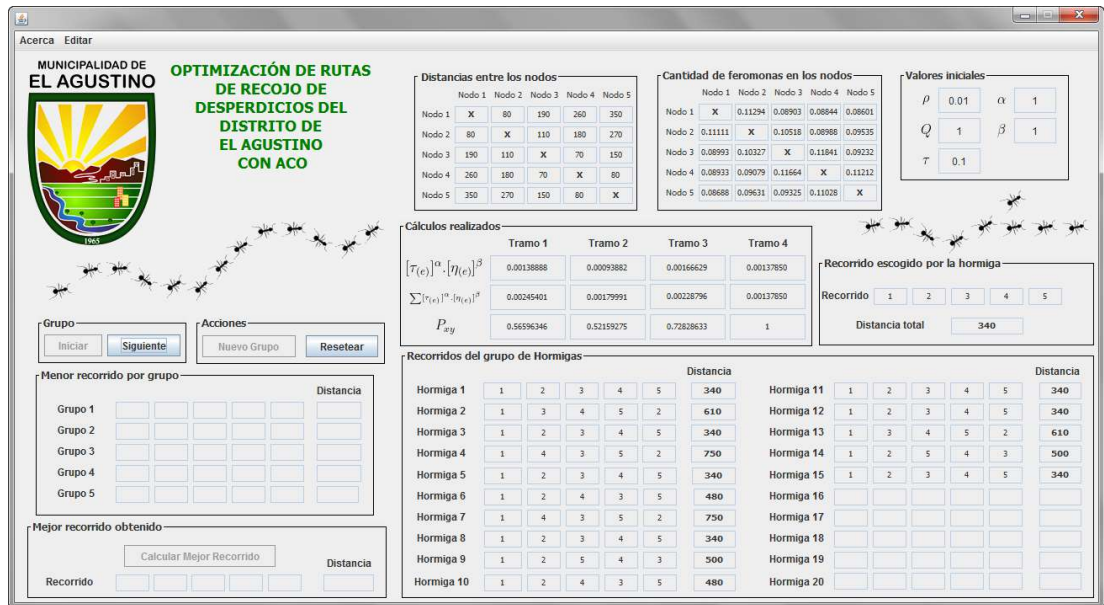 Acerca Editar
MUNICIPALIDAD DE
EL AGUSTINO
1965
OPTIMIZACIÓN DE RUTAS
DE RECOJO DE
DESPERDICIOS DEL
DISTRITO DE
EL AGUSTINO
CON ACO
Distancias entre los nodos
Nodo 1 Nodo 2 Nodo 3 Nodo 4 Nodo 5
Nodo 1 X 80 190 260 350
Nodo 2 80 X 110 180 270
Nodo 3 190 110 X 70 150
Nodo 4 260 180 70 X 80
Nodo 5 350 270 150 80 X
Cantidad de feromonas en los nodos
Nodo 1 Nodo 2 Nodo 3 Nodo 4 Nodo 5
Nodo 1 X 0.11294 0.08903 0.08844 0.08601
Nodo 2 0.11111 X 0.10518 0.08988 0.09535
Nodo 3 0.08993 0.10327 X 0.11841 0.09232
Nodo 4 0.08933 0.09079 0.11664 X 0.11212
Nodo 5 0.08688 0.09631 0.09325 0.11028 X
Valores iniciales
ρ 0.01 α 1
Q 1 β 1
τ 0.1
Cálculos realizados
Tramo 1 Tramo 2 Tramo 3 Tramo 4
[τ(e)]^α.[η(e)]^β 0.00138888 0.00093882 0.00166629 0.00137850
∑[τ(e)]^α.[η(e)]^β 0.00245401 0.00179991 0.00228796 0.00137850
Pxy 0.56596346 0.52159275 0.72828633 1
Recorrido escogido por la hormiga
Recorrido 1 2 3 4 5
Distancia total 340
Grupo
Iniciar Siguiente
Acciones
Nuevo Grupo Resetear
Menor recorrido por grupo
Distancia
Grupo 1
Grupo 2
Grupo 3
Grupo 4
Grupo 5
Mejor recorrido obtenido
Calcular Mejor Recorrido
Distancia
Recorrido
Recorridos del grupo de Hormigas
Distancia
Hormiga 1 1 2 3 4 5 340
Hormiga 2 1 3 4 5 2 610
Hormiga 3 1 2 3 4 5 340
Hormiga 4 1 4 3 5 2 750
Hormiga 5 1 2 3 4 5 340
Hormiga 6 1 2 4 3 5 480
Hormiga 7 1 4 3 5 2 750
Hormiga 8 1 2 3 4 5 340
Hormiga 9 1 2 5 4 3 500
Hormiga 10 1 2 4 3 5 480
Distancia
Hormiga 11 1 2 3 4 5 340
Hormiga 12 1 2 3 4 5 340
Hormiga 13 1 3 4 5 2 610
Hormiga 14 1 2 5 4 3 500
Hormiga 15 1 2 3 4 5 340
Hormiga 16
Hormiga 17
Hormiga 18
Hormiga 19
Hormiga 20